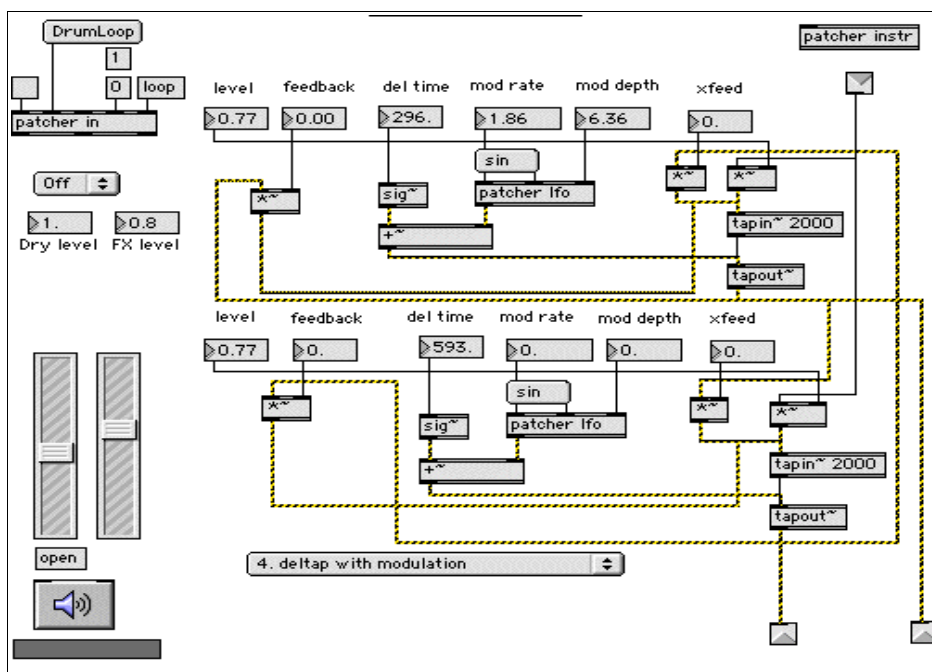 DrumLoop
patcher instr
1
0
loop
patcher in
level
feedback
del time
mod rate
mod depth
xfeed
0.77
0.00
296.
1.86
6.36
0.
sin
*~
sig~
patcher lfo
*~
*~
Off
+~
tapin~ 2000
1.
0.8
Dry level
FX level
tapout~
level
feedback
del time
mod rate
mod depth
xfeed
0.77
0.
593.
0.
0.
0.
sin
*~
sig~
patcher lfo
*~
*~
+~
tapin~ 2000
tapout~
open
4. deltap with modulation